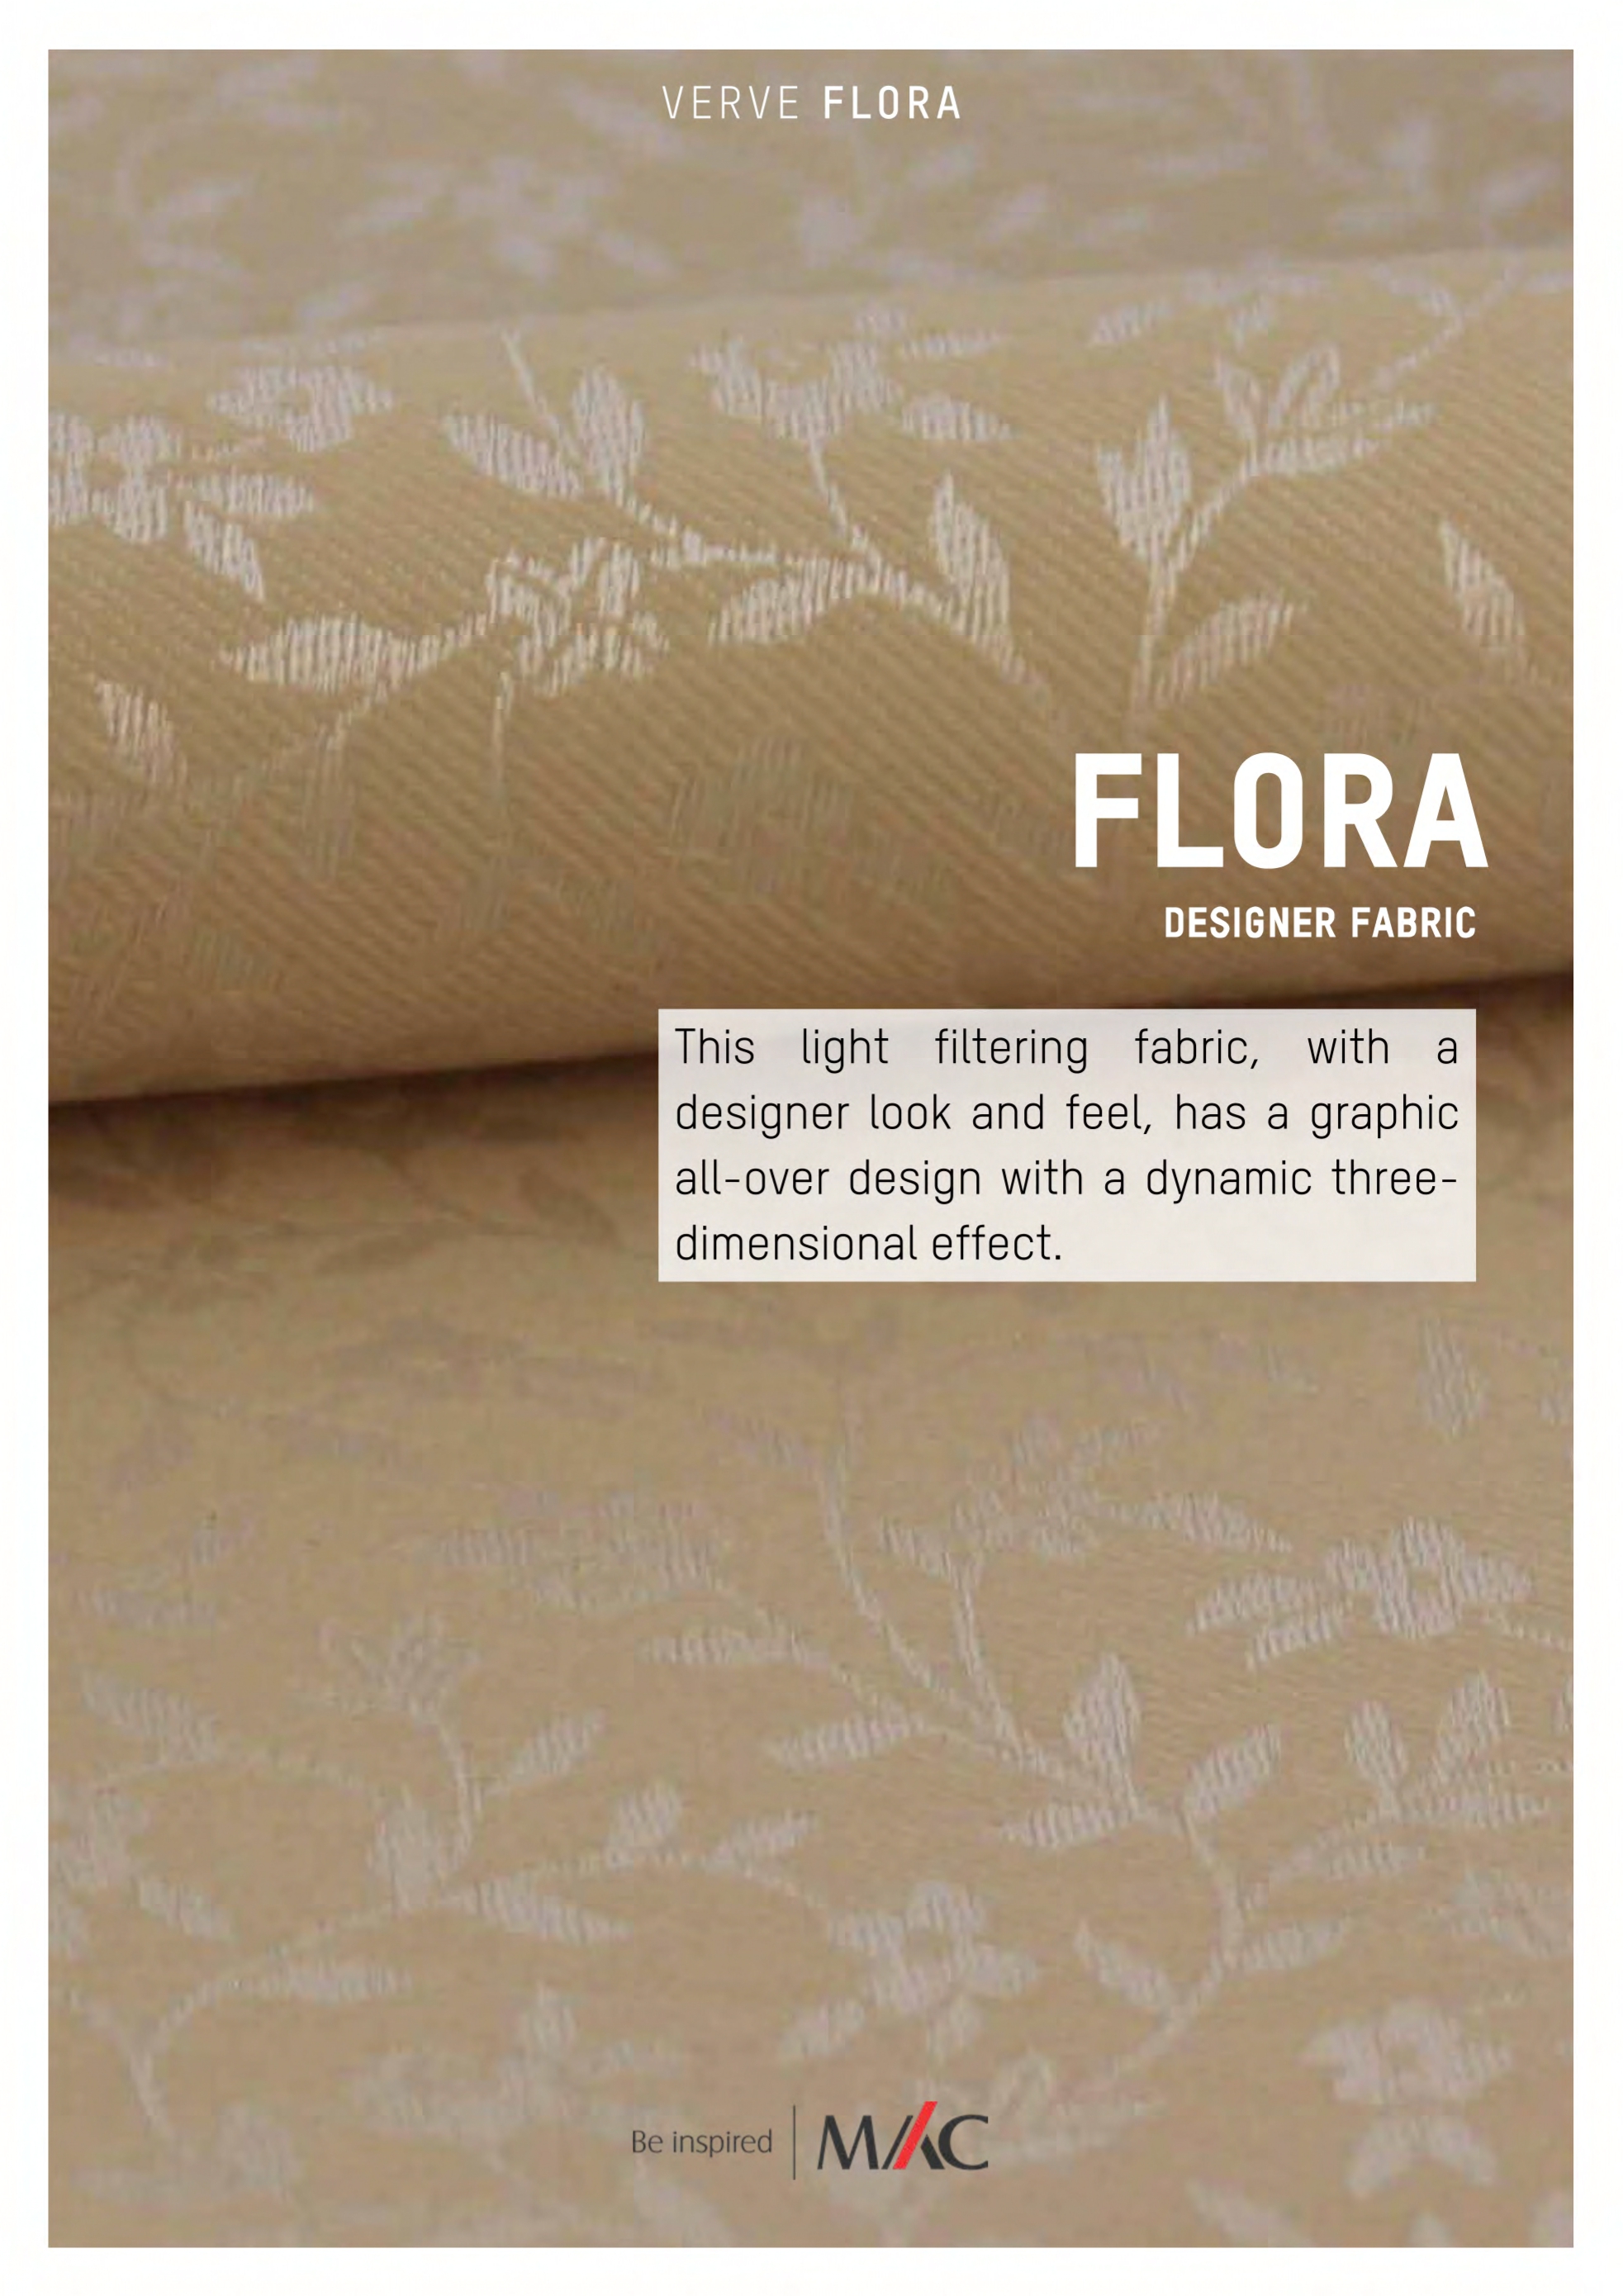 VERVE FLORA
FLORA
DESIGNER FABRIC
This light filtering fabric, with a
designer look and feel, has a graphic
all-over design with a dynamic three-
dimensional effect.
Be inspired MAC